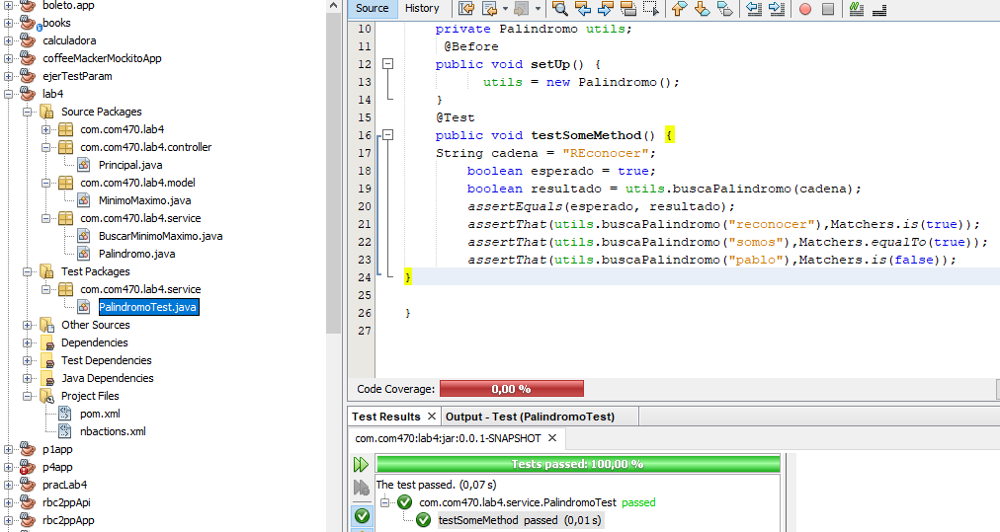 boleto.app
books
calculadora
coffeeMackerMockitoApp
ejerTestParam
lab4
Source Packages
com.com470.lab4
com.com470.lab4.controller
Principal.java
com.com470.lab4.model
MinimoMaximo.java
com.com470.lab4.service
BuscarMinimoMaximo.java
Palindromo.java
Test Packages
com.com470.lab4.service
PalindromoTest.java
Other Sources
Dependencies
Test Dependencies
Java Dependencies
Project Files
pom.xml
nbactions.xml
p1app
p4app
pracLab4
rbc2ppApi
rbc2ppApp
Source History
10 private Palindromo utils;
11 @Before
12 public void setUp() {
13 utils = new Palindromo();
14 }
15 @Test
16 public void testSomeMethod() {
17 String cadena = "REconocer";
18 boolean esperado = true;
19 boolean resultado = utils.buscaPalindromo(cadena);
20 assertEquals(esperado, resultado);
21 assertThat(utils.buscaPalindromo("reconocer"),Matchers.is(true));
22 assertThat(utils.buscaPalindromo("somos"),Matchers.equalTo(true));
23 assertThat(utils.buscaPalindromo("pablo"),Matchers.is(false));
24 }
25
26 }
27
Code Coverage: 0,00 %
Test Results Output - Test (PalindromoTest)
com.com470:lab4:jar:0.0.1-SNAPSHOT
Tests passed: 100,00 %
The test passed. (0,07 s)
com.com470.lab4.service.PalindromoTest passed
testSomeMethod passed (0,01 s)